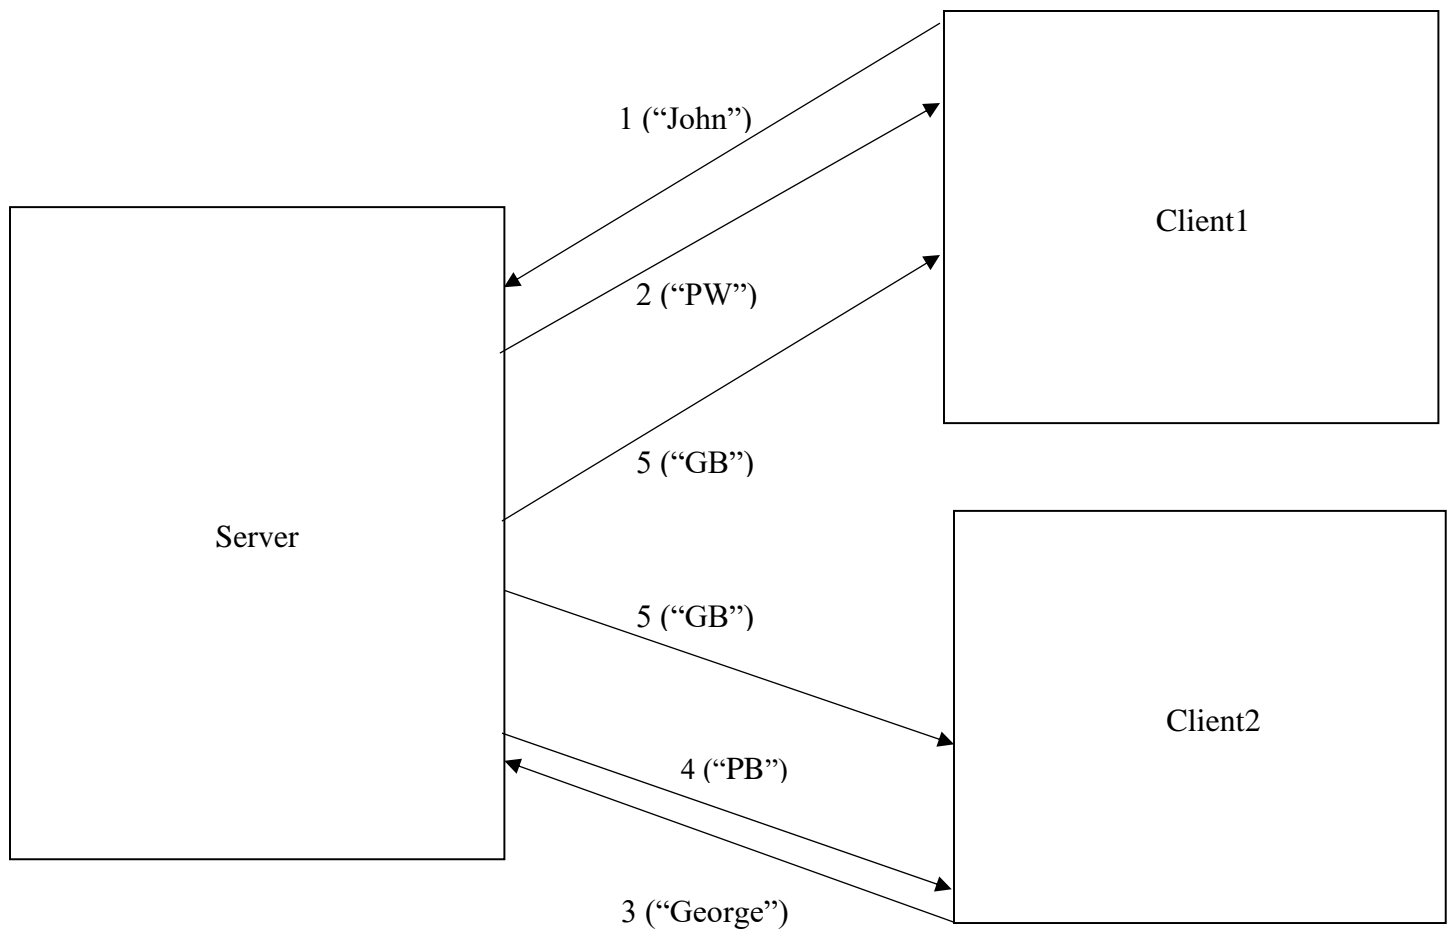 1 (“John”)
Client1
2 (“PW”)
5 (“GB”)
Server
5 (“GB”)
Client2
4 (“PB”)
3 (“George”)